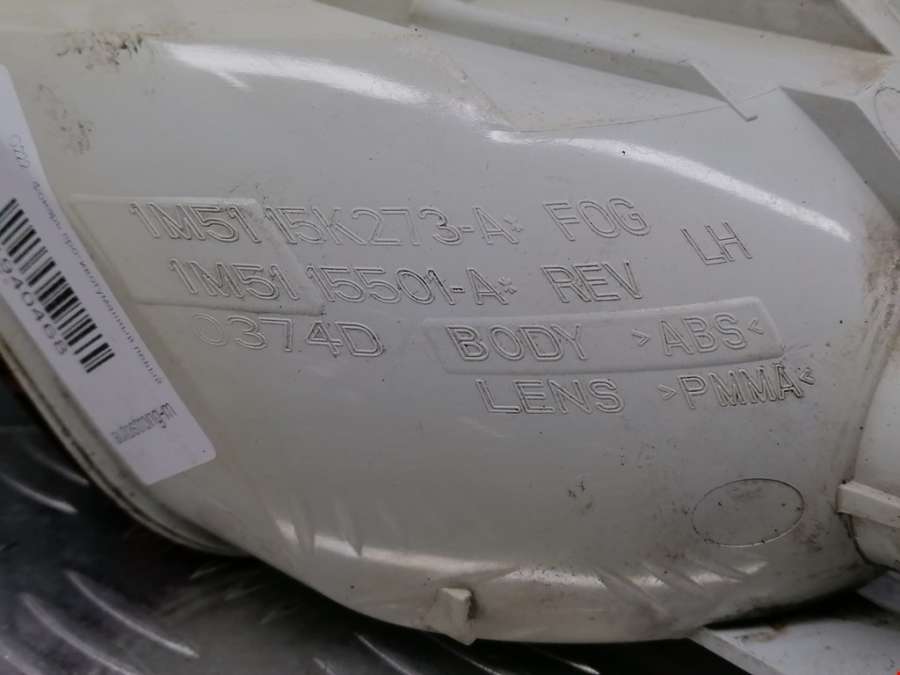 1M51 15K273-A* FOG
1M51 15501-A* REV LH
0374D BODY >ABS<
LENS >PMMA<